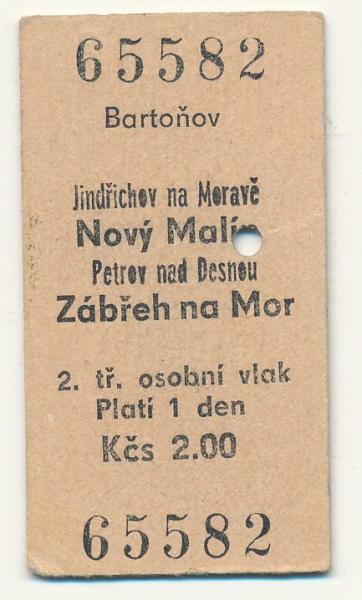 65582
Bartoňov
Jindřichov na Moravě
Nový Malín
Petrov nad Desnou
Zábřeh na Mor
2. tř. osobní vlak
Platí 1 den
Kčs 2.00
65582